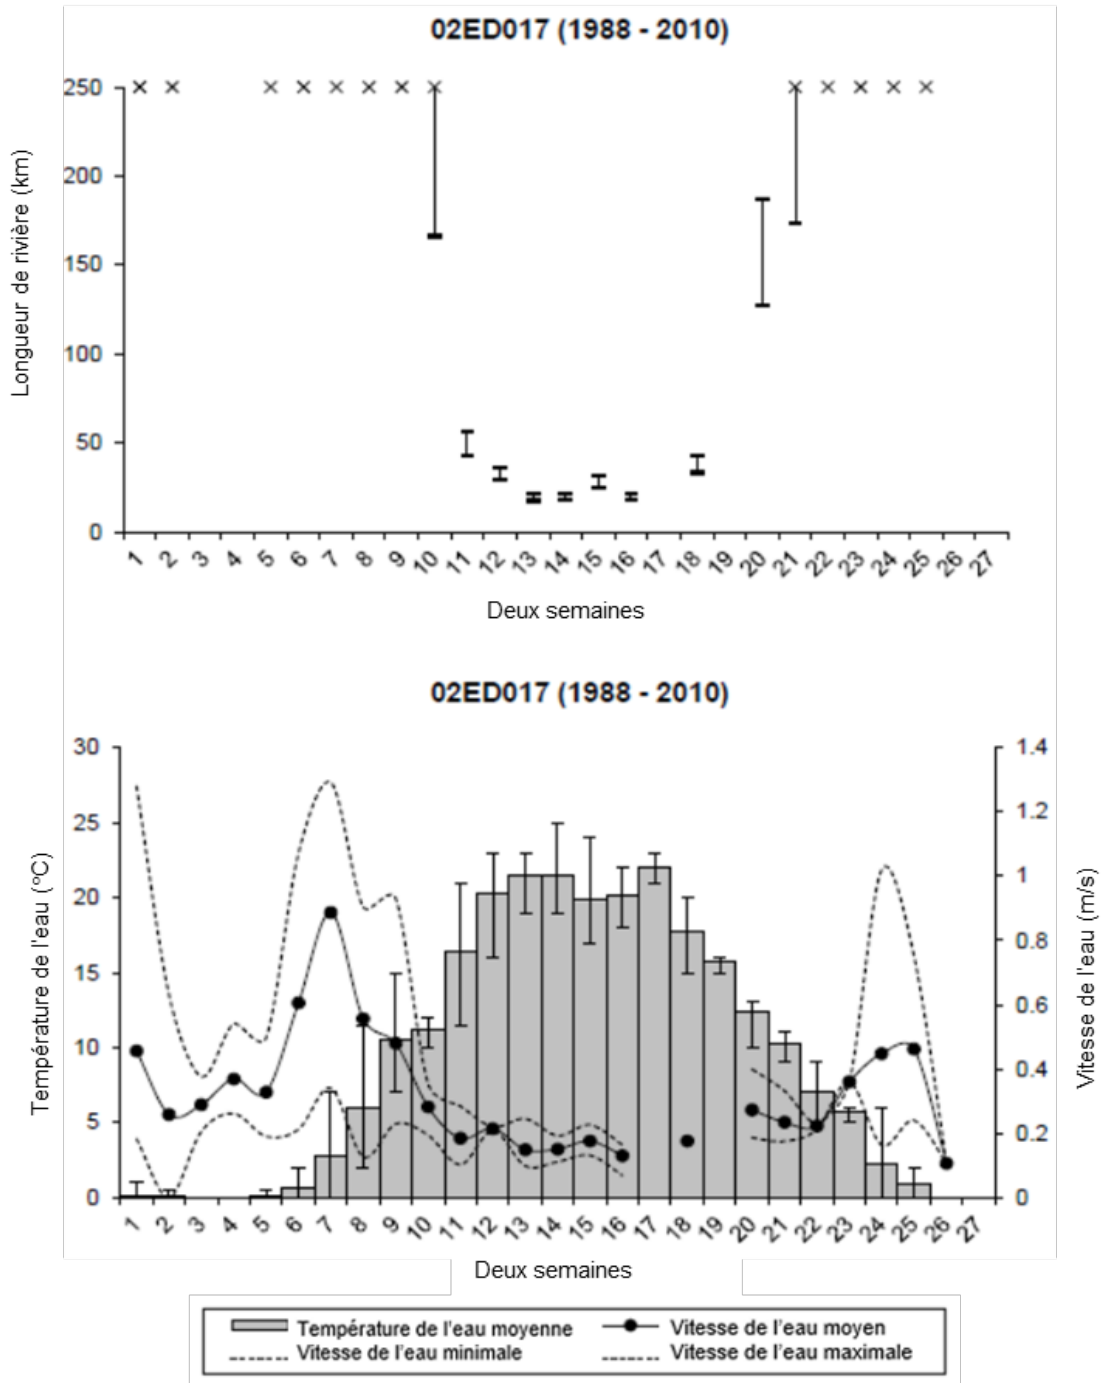 02ED017 (1988 - 2010)
Longueur de rivière (km)
250
200
150
100
50
0
1 2 3 4 5 6 7 8 9 10 11 12 13 14 15 16 17 18 19 20 21 22 23 24 25 26 27
Deux semaines
02ED017 (1988 - 2010)
Température de l'eau (°C)
30
25
20
15
10
5
0
1.4
1.2
1
0.8
0.6
0.4
0.2
0
Vitesse de l'eau (m/s)
1 2 3 4 5 6 7 8 9 10 11 12 13 14 15 16 17 18 19 20 21 22 23 24 25 26 27
Deux semaines
Température de l'eau moyenne
Vitesse de l'eau moyen
Vitesse de l'eau minimale
Vitesse de l'eau maximale